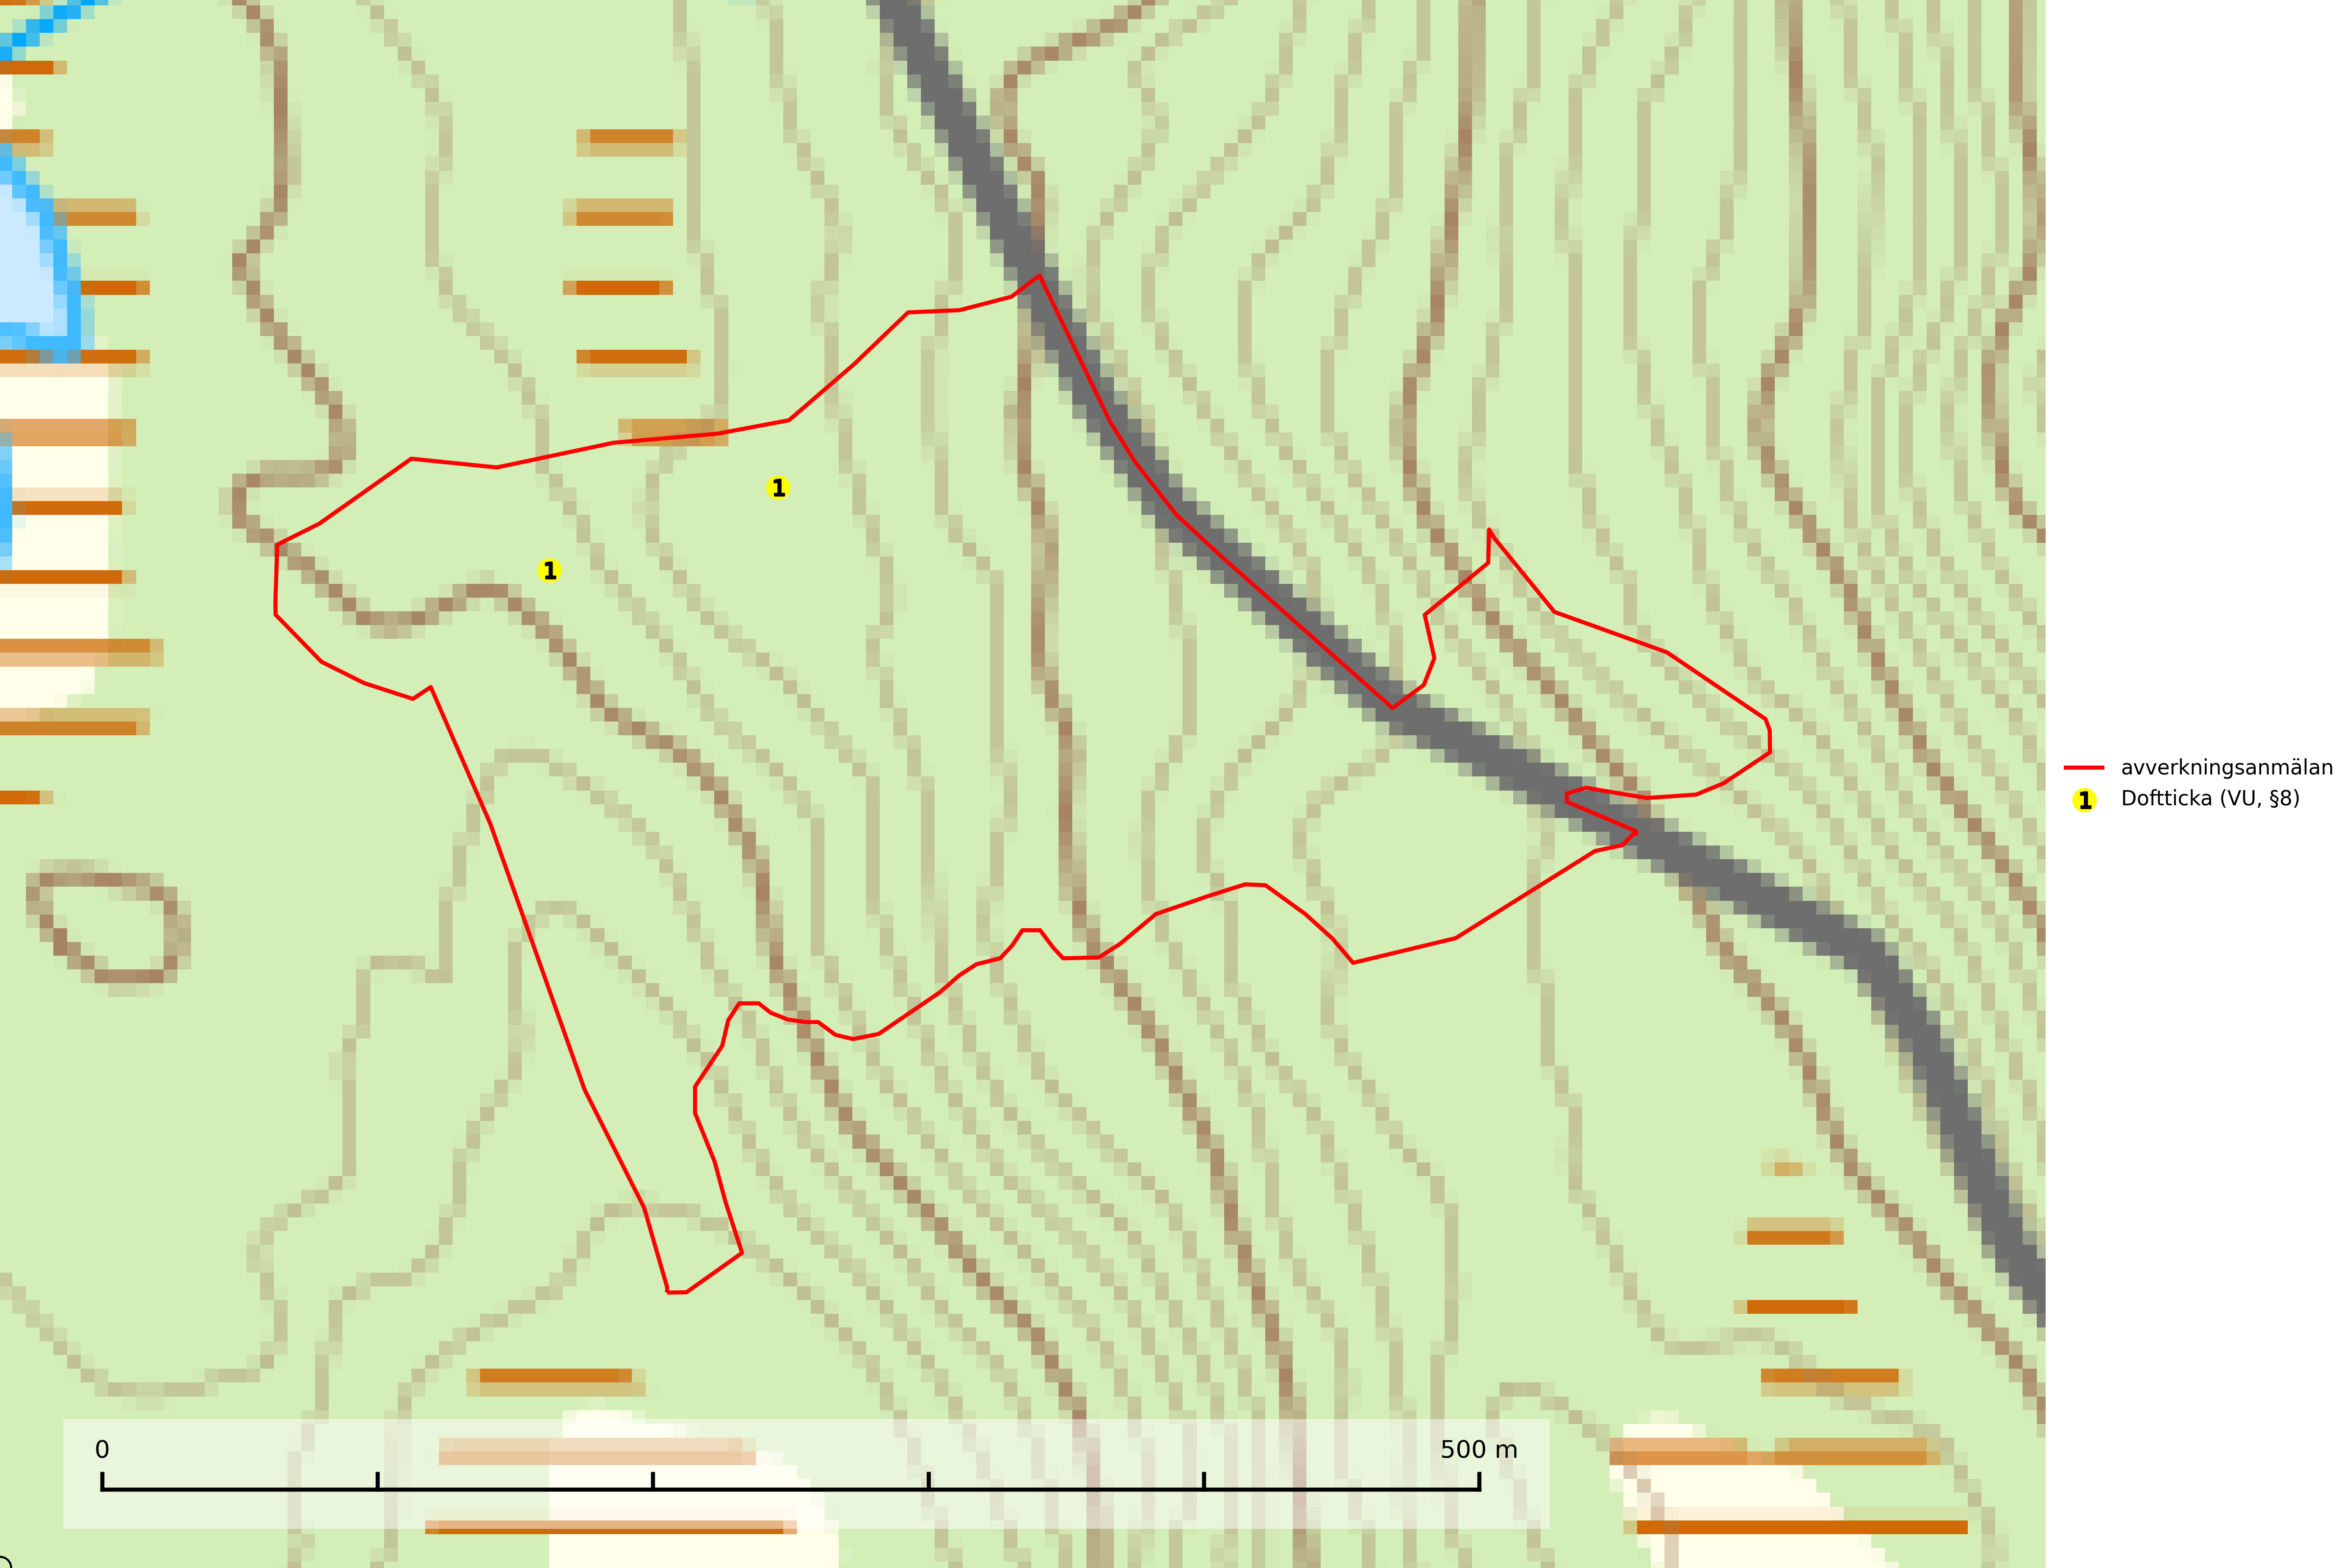 1
1
avverkningsanmälan
1 Doftticka (VU, §8)
0 500 m